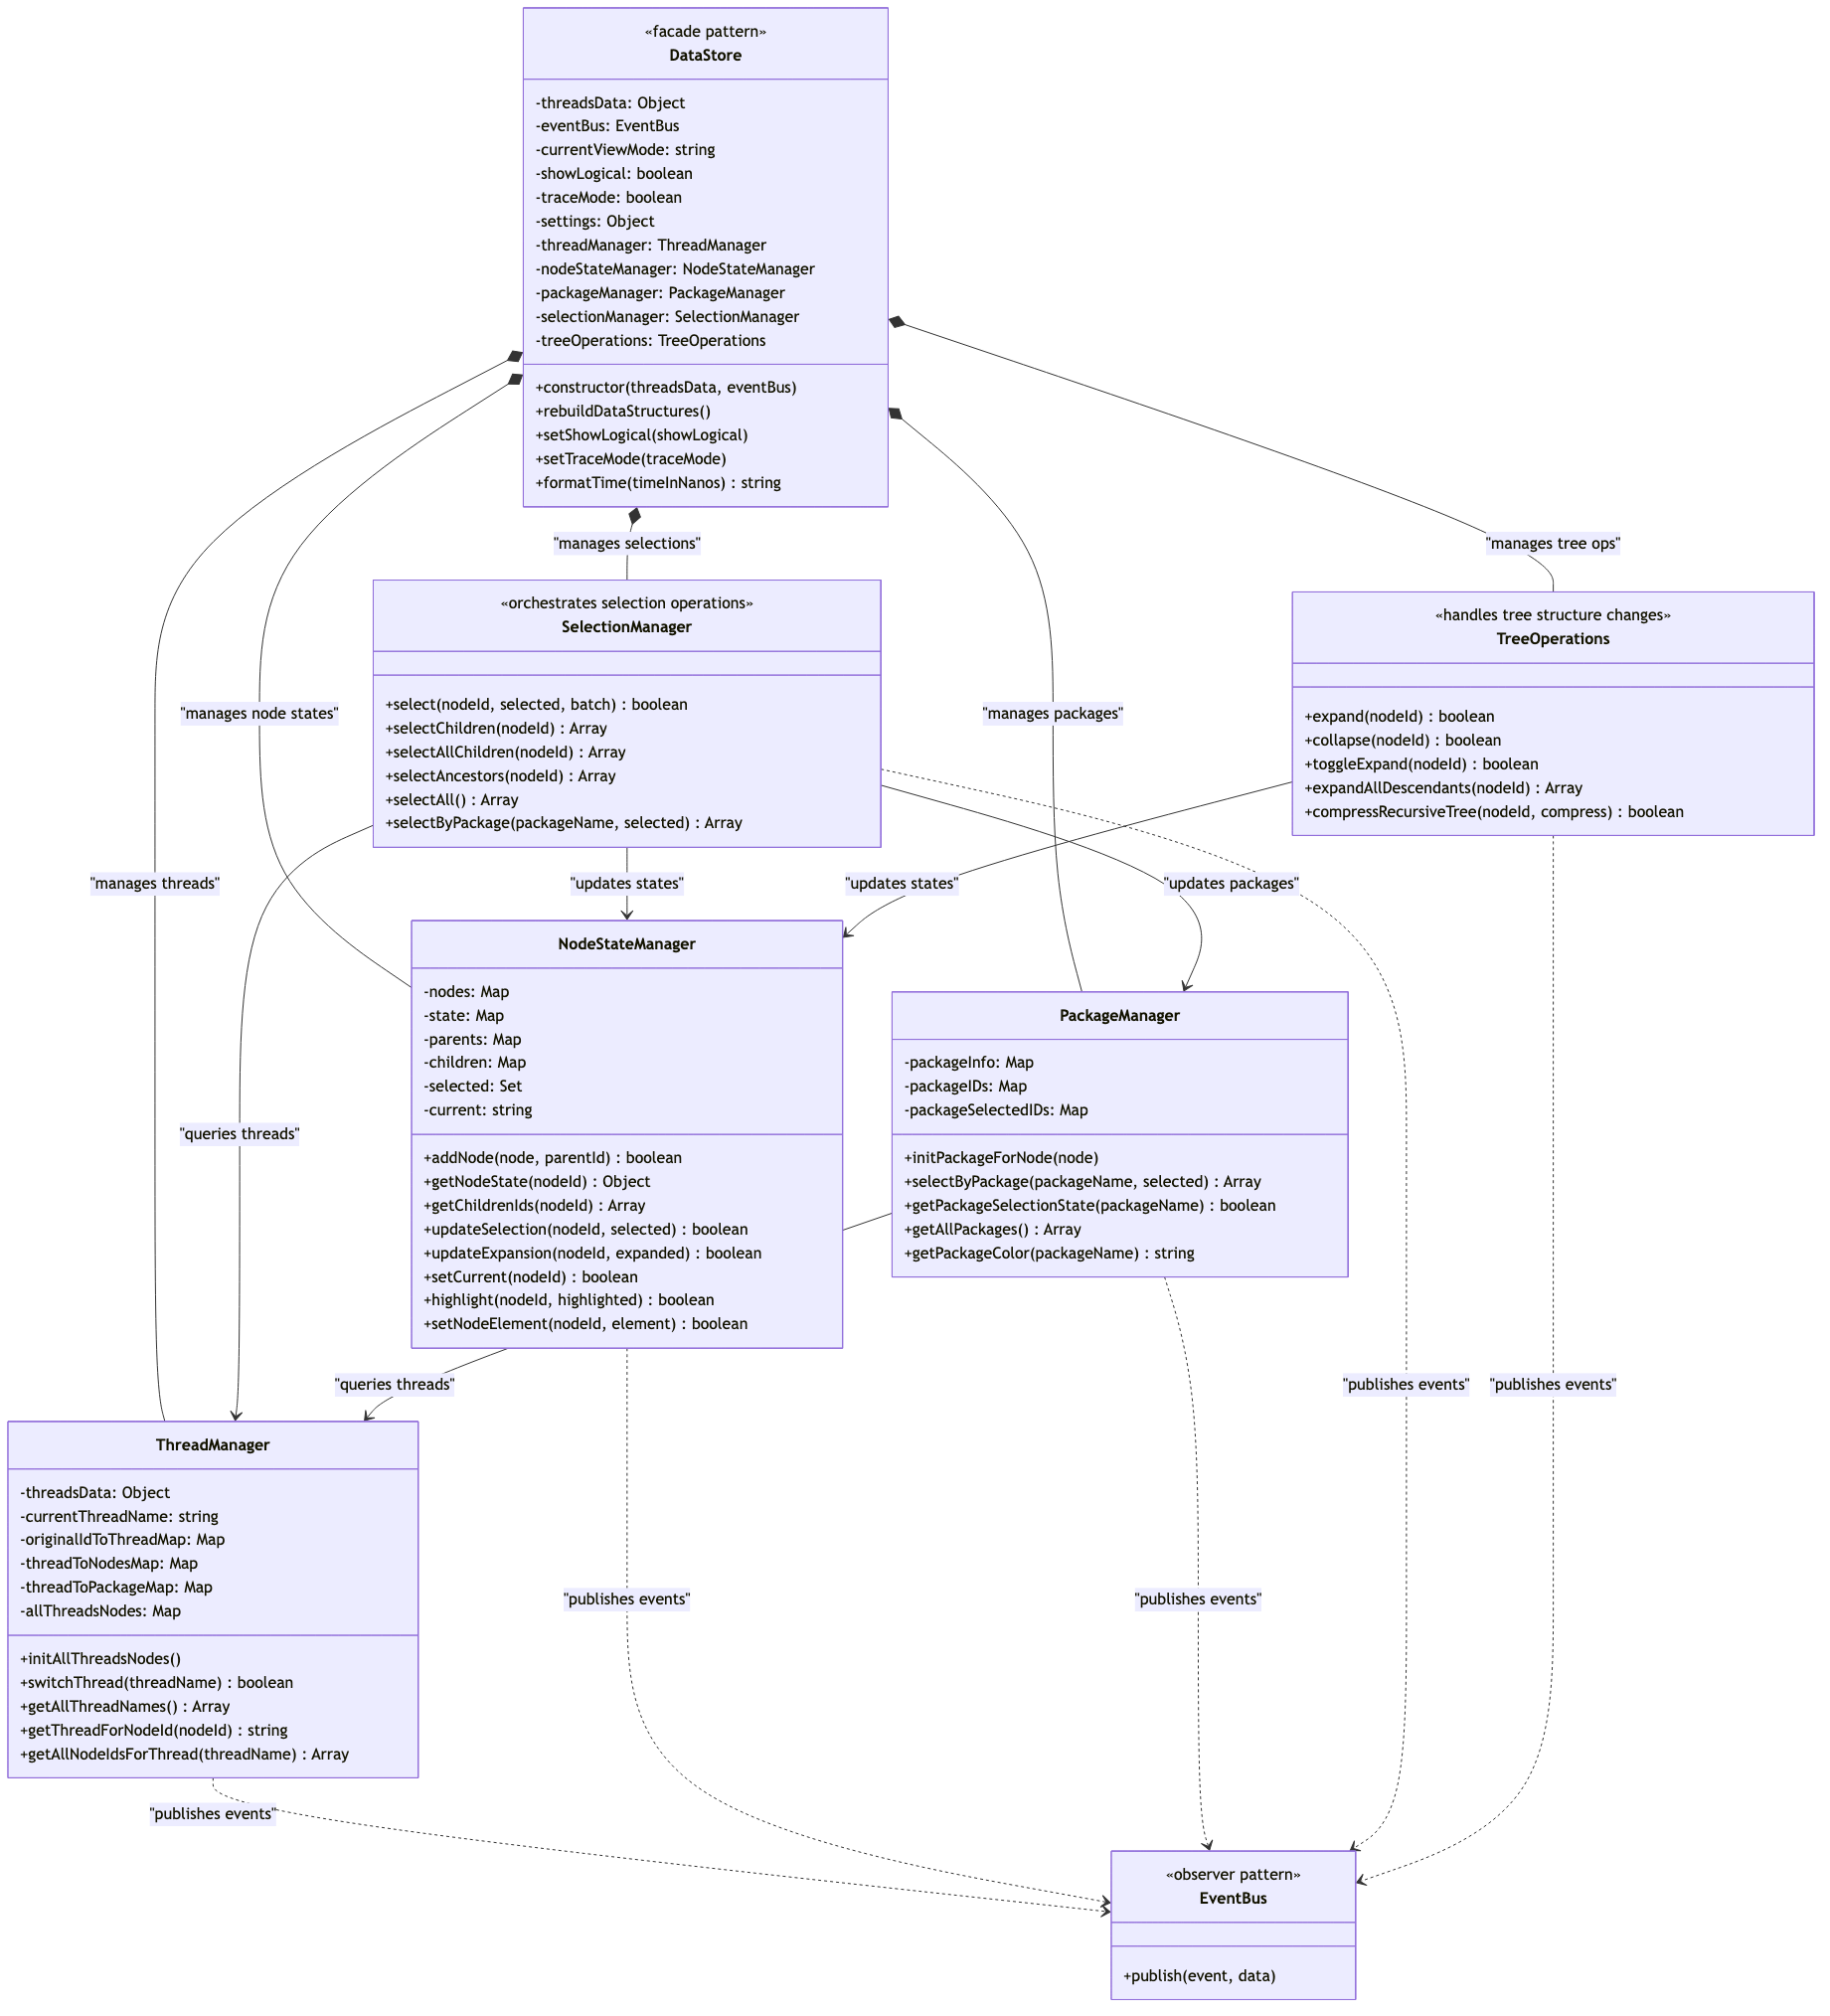 «facade pattern»
DataStore
-threadsData: Object
-eventBus: EventBus
-currentViewMode: string
-showLogical: boolean
-traceMode: boolean
-settings: Object
-threadManager: ThreadManager
-nodeStateManager: NodeStateManager
-packageManager: PackageManager
-selectionManager: SelectionManager
-treeOperations: TreeOperations
+constructor(threadsData, eventBus)
+rebuildDataStructures()
+setShowLogical(showLogical)
+setTraceMode(traceMode)
+formatTime(timeInNanos) : string
"manages selections"
"manages tree ops"
«orchestrates selection operations»
SelectionManager
+select(nodeId, selected, batch) : boolean
+selectChildren(nodeId) : Array
+selectAllChildren(nodeId) : Array
+selectAncestors(nodeId) : Array
+selectAll() : Array
+selectByPackage(packageName, selected) : Array
«handles tree structure changes»
TreeOperations
+expand(nodeId) : boolean
+collapse(nodeId) : boolean
+toggleExpand(nodeId) : boolean
+expandAllDescendants(nodeId) : Array
+compressRecursiveTree(nodeId, compress) : boolean
"manages node states"
"manages packages"
"manages threads"
"updates states"
"updates states"
"updates packages"
NodeStateManager
-nodes: Map
-state: Map
-parents: Map
-children: Map
-selected: Set
-current: string
+addNode(node, parentId) : boolean
+getNodeState(nodeId) : Object
+getChildrenIds(nodeId) : Array
+updateSelection(nodeId, selected) : boolean
+updateExpansion(nodeId, expanded) : boolean
+setCurrent(nodeId) : boolean
+highlight(nodeId, highlighted) : boolean
+setNodeElement(nodeId, element) : boolean
PackageManager
-packageInfo: Map
-packageIDs: Map
-packageSelectedIDs: Map
+initPackageForNode(node)
+selectByPackage(packageName, selected) : Array
+getPackageSelectionState(packageName) : boolean
+getAllPackages() : Array
+getPackageColor(packageName) : string
"queries threads"
"queries threads"
"publishes events"
"publishes events"
ThreadManager
-threadsData: Object
-currentThreadName: string
-originalIdToThreadMap: Map
-threadToNodesMap: Map
-threadToPackageMap: Map
-allThreadsNodes: Map
+initAllThreadsNodes()
+switchThread(threadName) : boolean
+getAllThreadNames() : Array
+getThreadForNodeId(nodeId) : string
+getAllNodeIdsForThread(threadName) : Array
"publishes events"
"publishes events"
"publishes events"
«observer pattern»
EventBus
+publish(event, data)